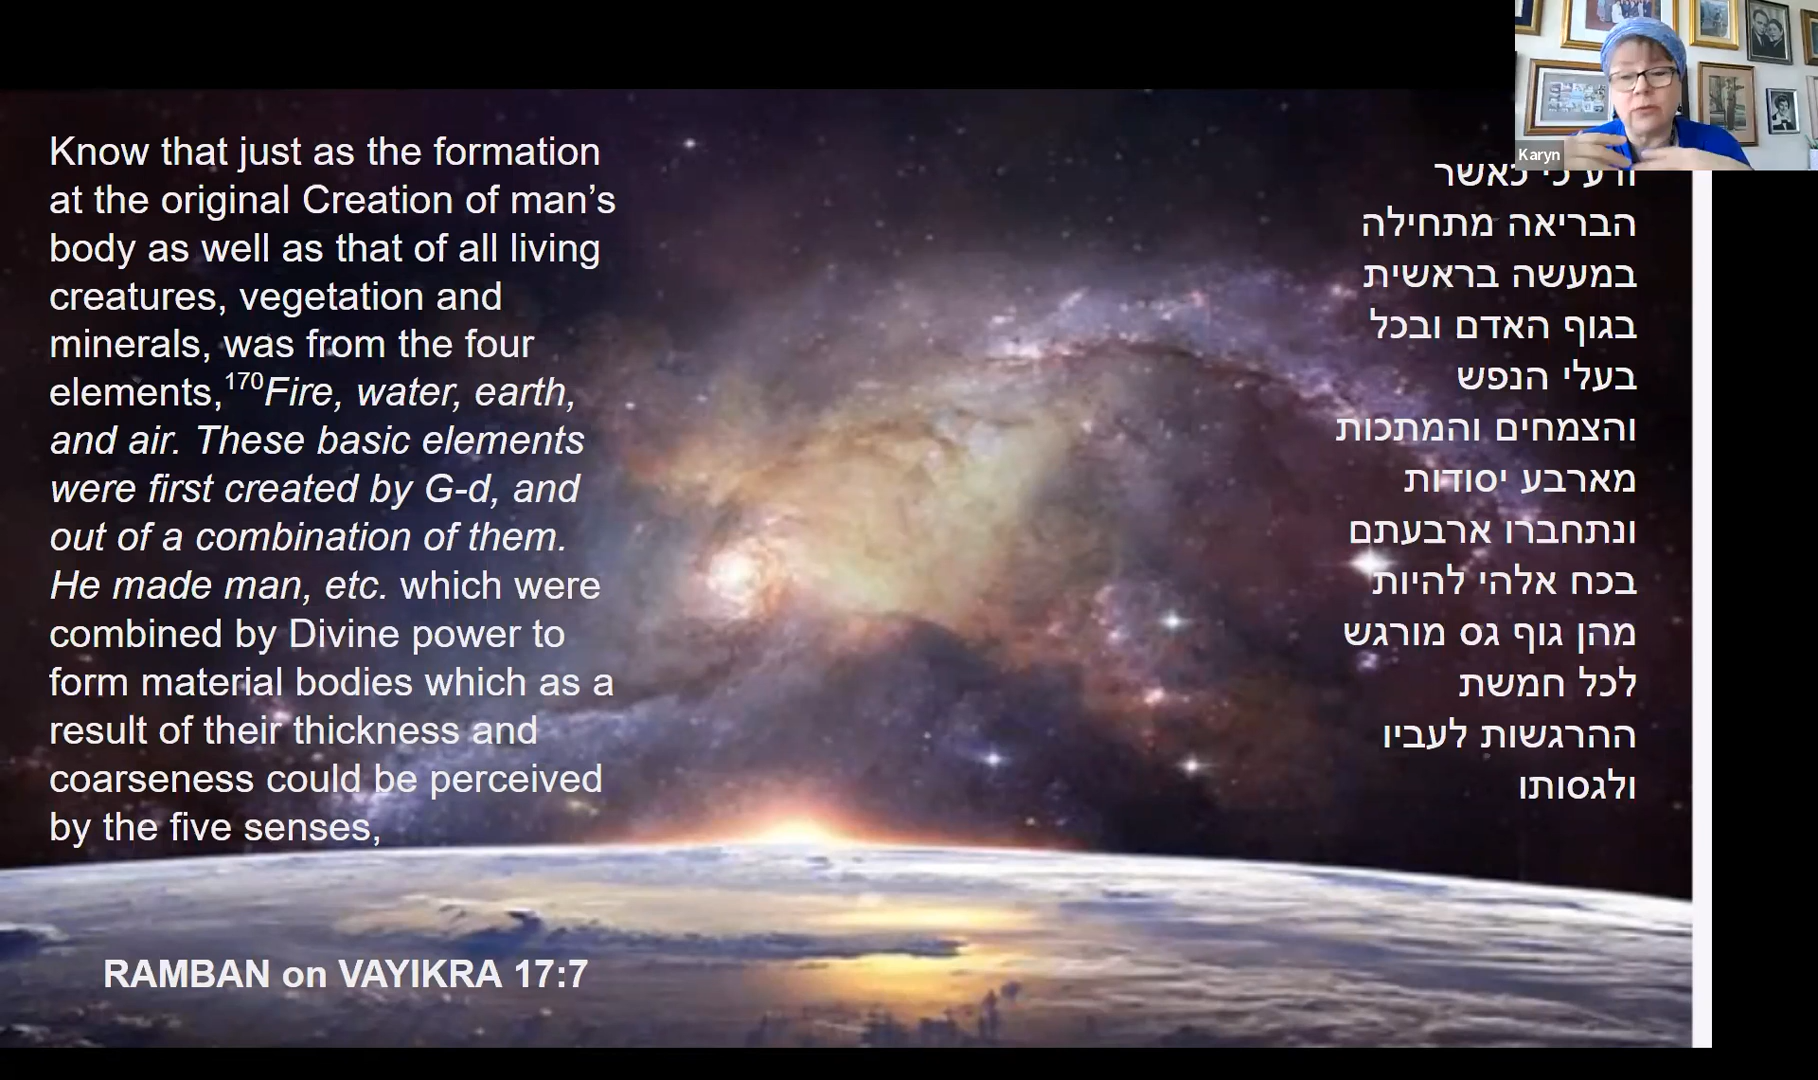 Know that just as the formation
at the original Creation of man’s
body as well as that of all living
creatures, vegetation and
minerals, was from the four
elements,170Fire, water, earth,
and air. These basic elements
were first created by G-d, and
out of a combination of them.
He made man, etc. which were
combined by Divine power to
form material bodies which as a
result of their thickness and
coarseness could be perceived
by the five senses,
RAMBAN on VAYIKRA 17:7
Karyn
ודע כי כאשר
הבריאה מתחילה
במעשה בראשית
בגוף האדם ובכל
בעלי הנפש
והצמחים והמתכות
מארבע יסודות
ונתחברו ארבעתם
בכח אלהי להיות
מהן גוף גס מורגש
לכל חמשת
ההרגשות לעביו
ולגסותו